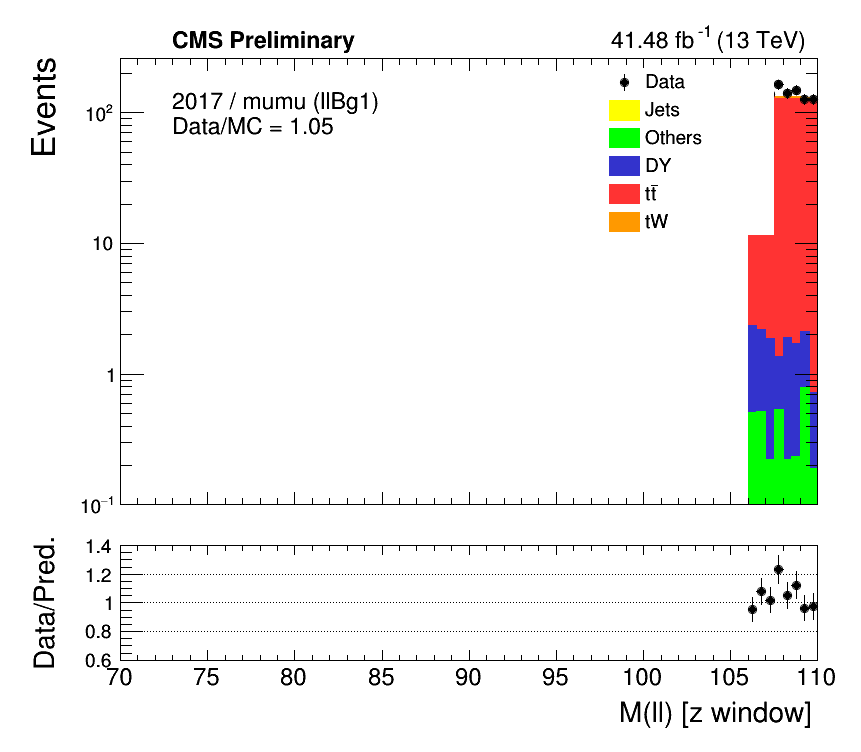 CMS Preliminary 41.48 fb⁻¹ (13 TeV)
Events
2017 / mumu (llBg1)
Data/MC = 1.05
Data
Jets
Others
DY
tt̄
tW
10²
10
1
10⁻¹
Data/Pred.
1.4
1.2
1
0.8
0.6
70 75 80 85 90 95 100 105 110
M(ll) [z window]